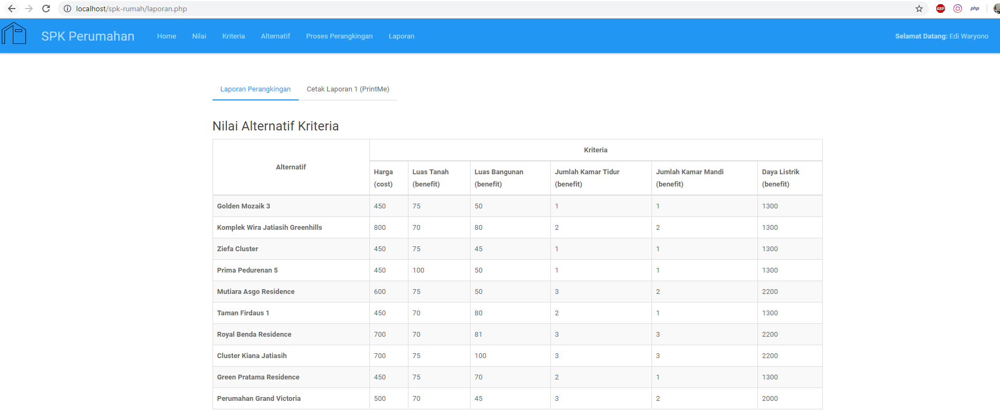 localhost/spk-rumah/laporan.php
ABP
php
SPK Perumahan Home Nilai Kriteria Alternatif Proses Perangkingan Laporan Selamat Datang: Edi Waryono
Laporan Perangkingan Cetak Laporan 1 (PrintMe)
Nilai Alternatif Kriteria
Alternatif Kriteria
Harga (cost) Luas Tanah (benefit) Luas Bangunan (benefit) Jumlah Kamar Tidur (benefit) Jumlah Kamar Mandi (benefit) Daya Listrik (benefit)
Golden Mozaik 3 450 75 50 1 1 1300
Komplek Wira Jatiasih Greenhills 800 70 80 2 2 1300
Ziefa Cluster 450 75 45 1 1 1300
Prima Pedurenan 5 450 100 50 1 1 1300
Mutiara Asgo Residence 600 75 50 3 2 2200
Taman Firdaus 1 450 70 80 2 1 1300
Royal Benda Residence 700 70 81 3 3 2200
Cluster Kiana Jatiasih 700 75 100 3 3 2200
Green Pratama Residence 450 75 70 2 1 1300
Perumahan Grand Victoria 500 70 45 3 2 2000